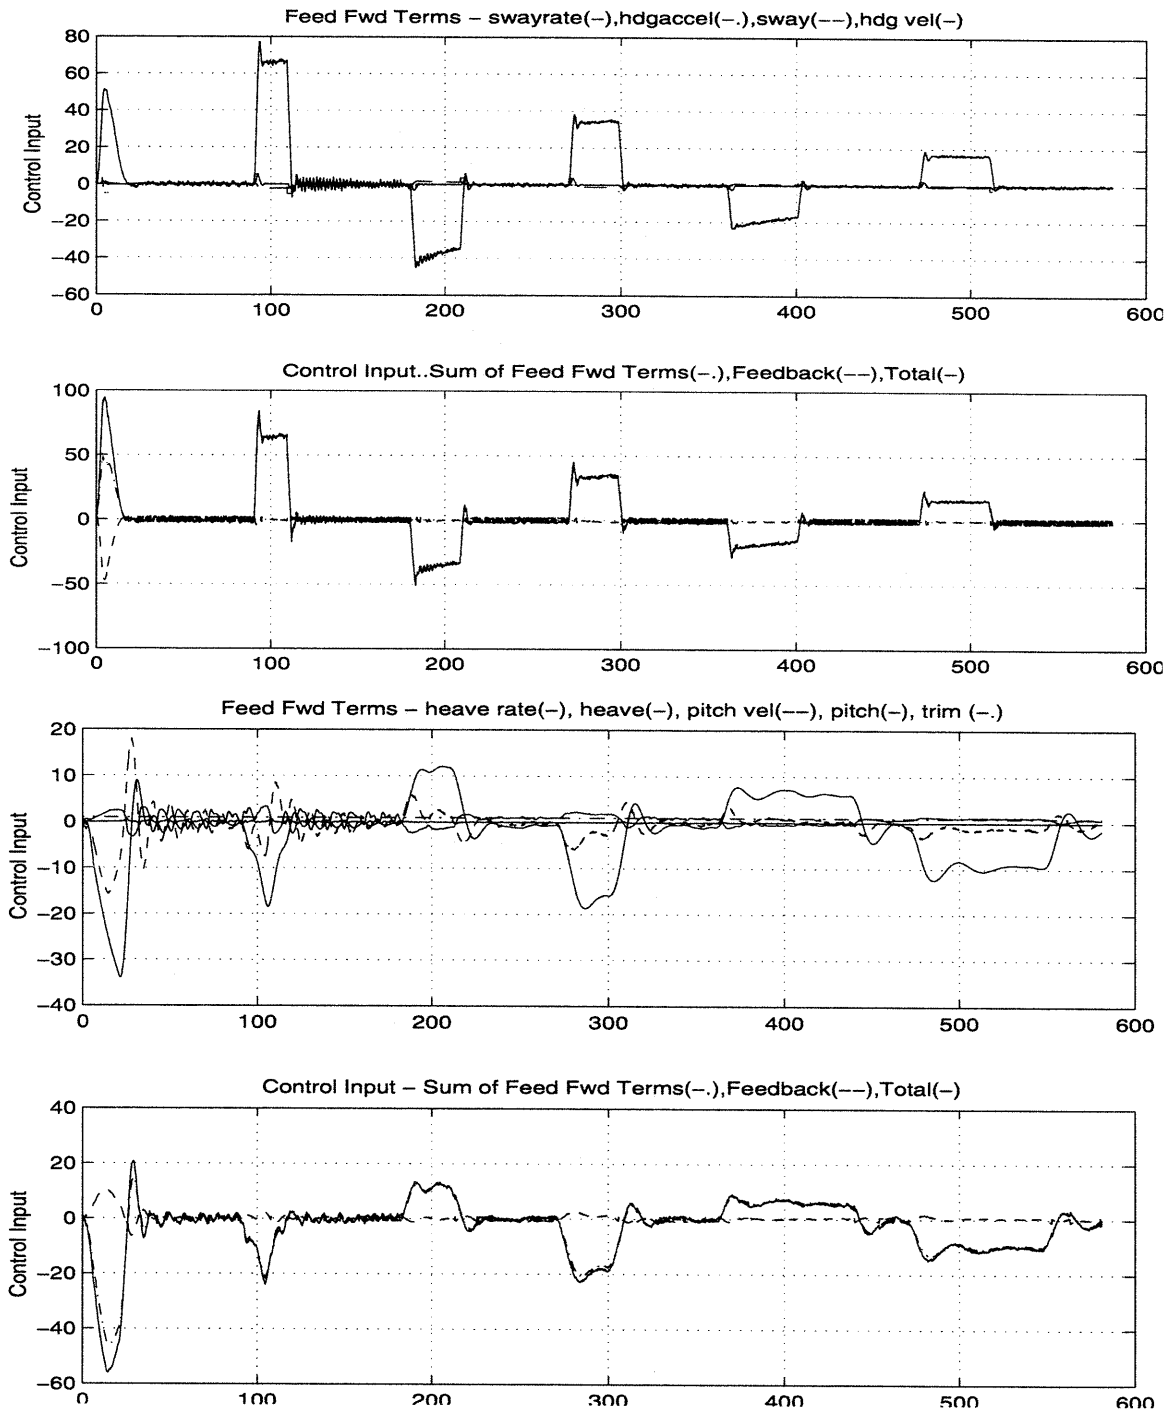 Feed Fwd Terms – swayrate(–),hdgaccel(–.),sway(––),hdg vel(–)
80
60
40
20
0
–20
–40
–60
Control Input
0 100 200 300 400 500 600
Control Input..Sum of Feed Fwd Terms(–.),Feedback(––),Total(–)
100
50
0
–50
–100
Control Input
0 100 200 300 400 500 600
Feed Fwd Terms – heave rate(–), heave(–), pitch vel(––), pitch(–), trim (–.)
20
10
0
–10
–20
–30
–40
Control Input
0 100 200 300 400 500 600
Control Input – Sum of Feed Fwd Terms(–.),Feedback(––),Total(–)
40
20
0
–20
–40
–60
Control Input
0 100 200 300 400 500 600